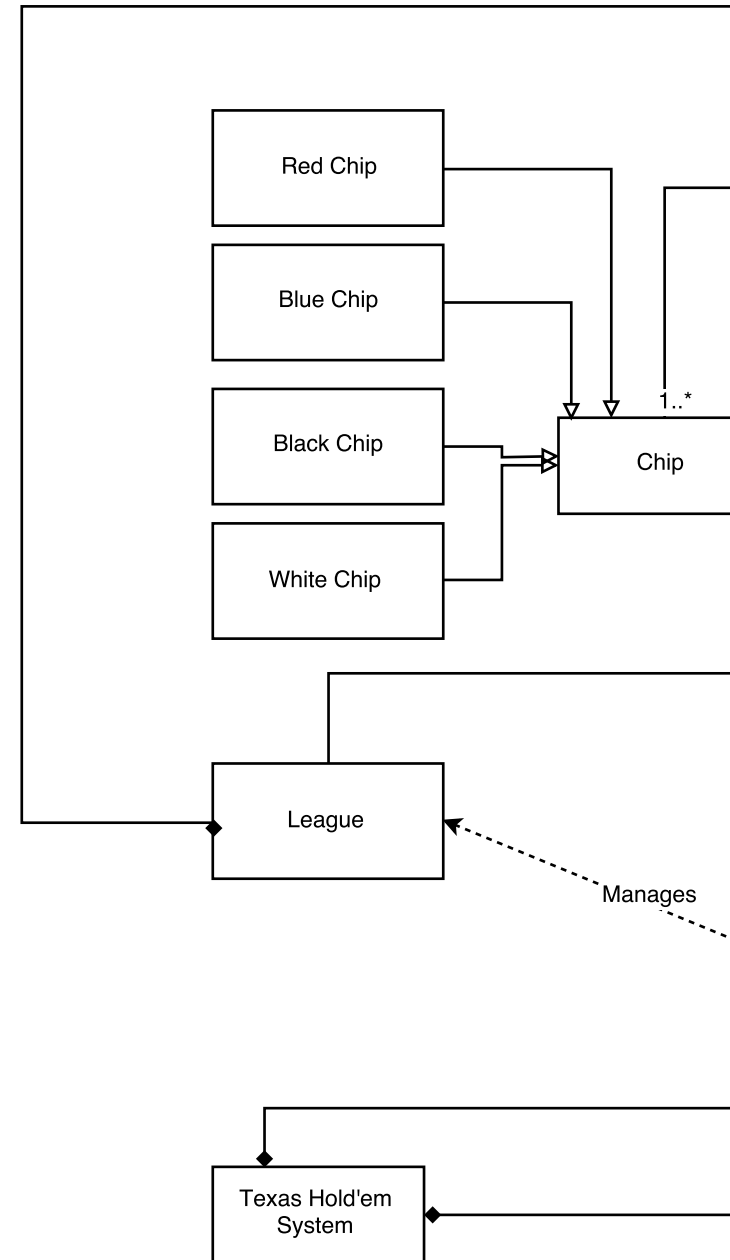 Red Chip
Blue Chip
1..*
Black Chip
Chip
White Chip
League
Manages
Texas Hold'em
System